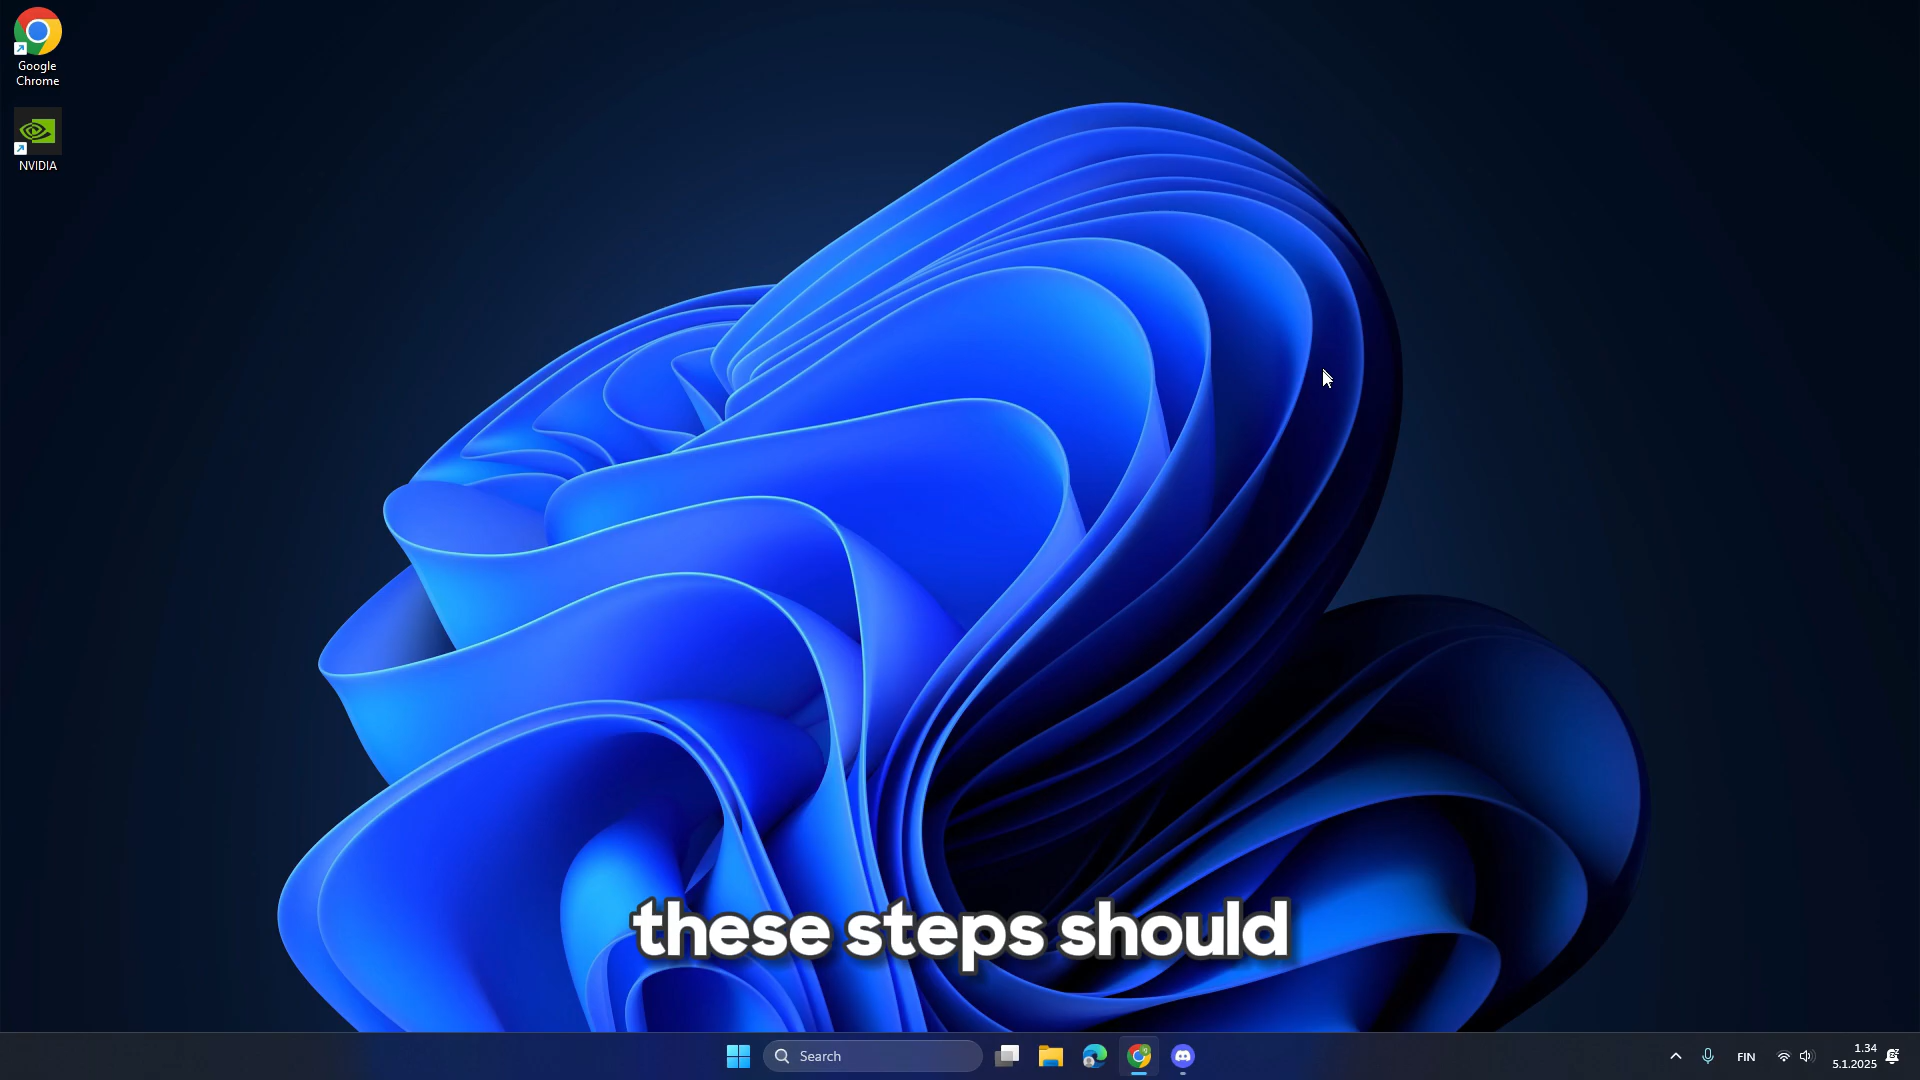 Google
Chrome
NVIDIA
these steps should
Search
FIN
1.34
5.1.2025